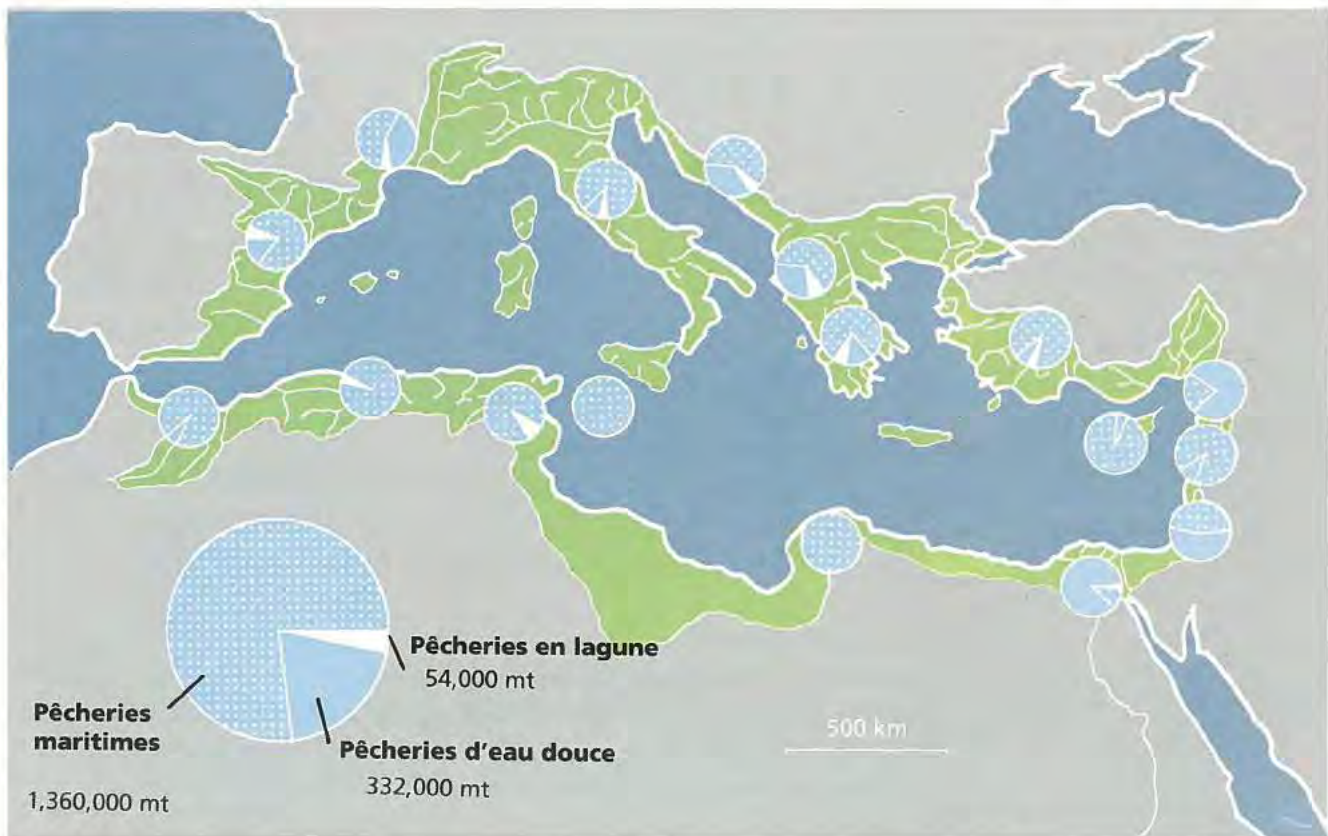 Pêcheries en lagune
54,000 mt
Pêcheries
maritimes
1,360,000 mt
Pêcheries d'eau douce
332,000 mt
500 km